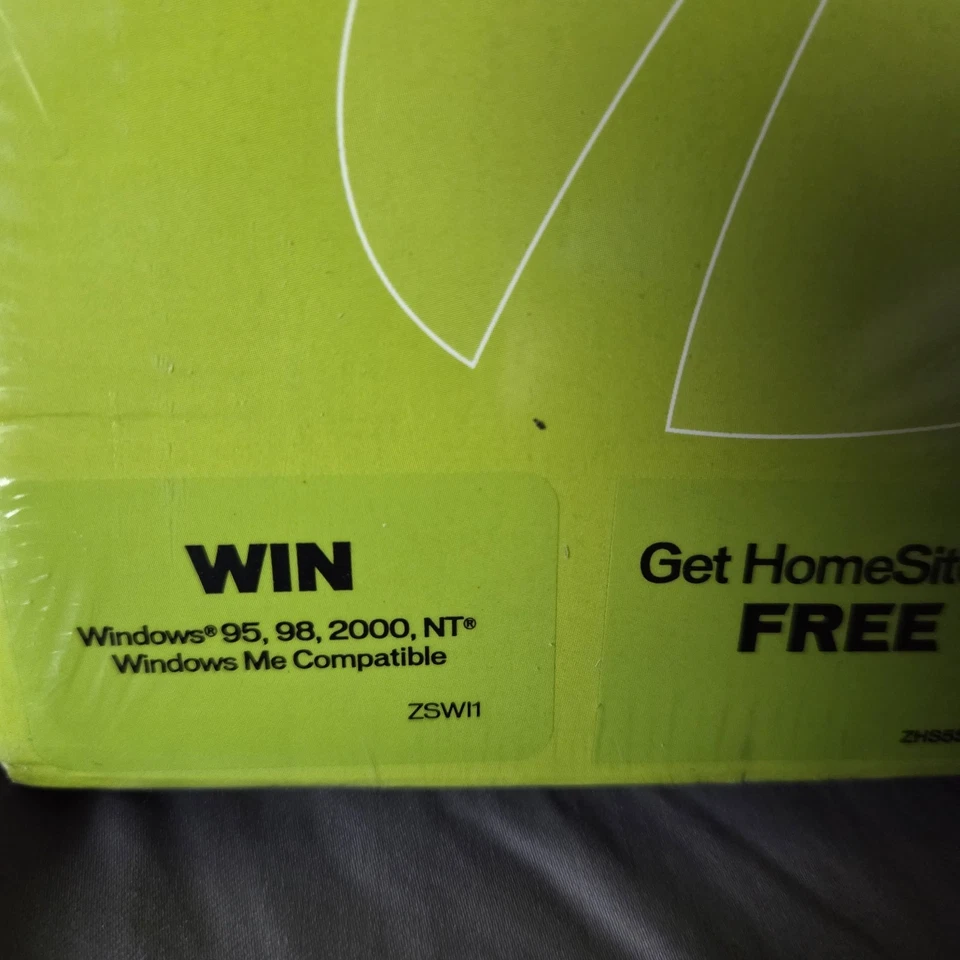 WIN
Windows® 95, 98, 2000, NT®
Windows Me Compatible
ZSWI1
Get HomeSit
FREE